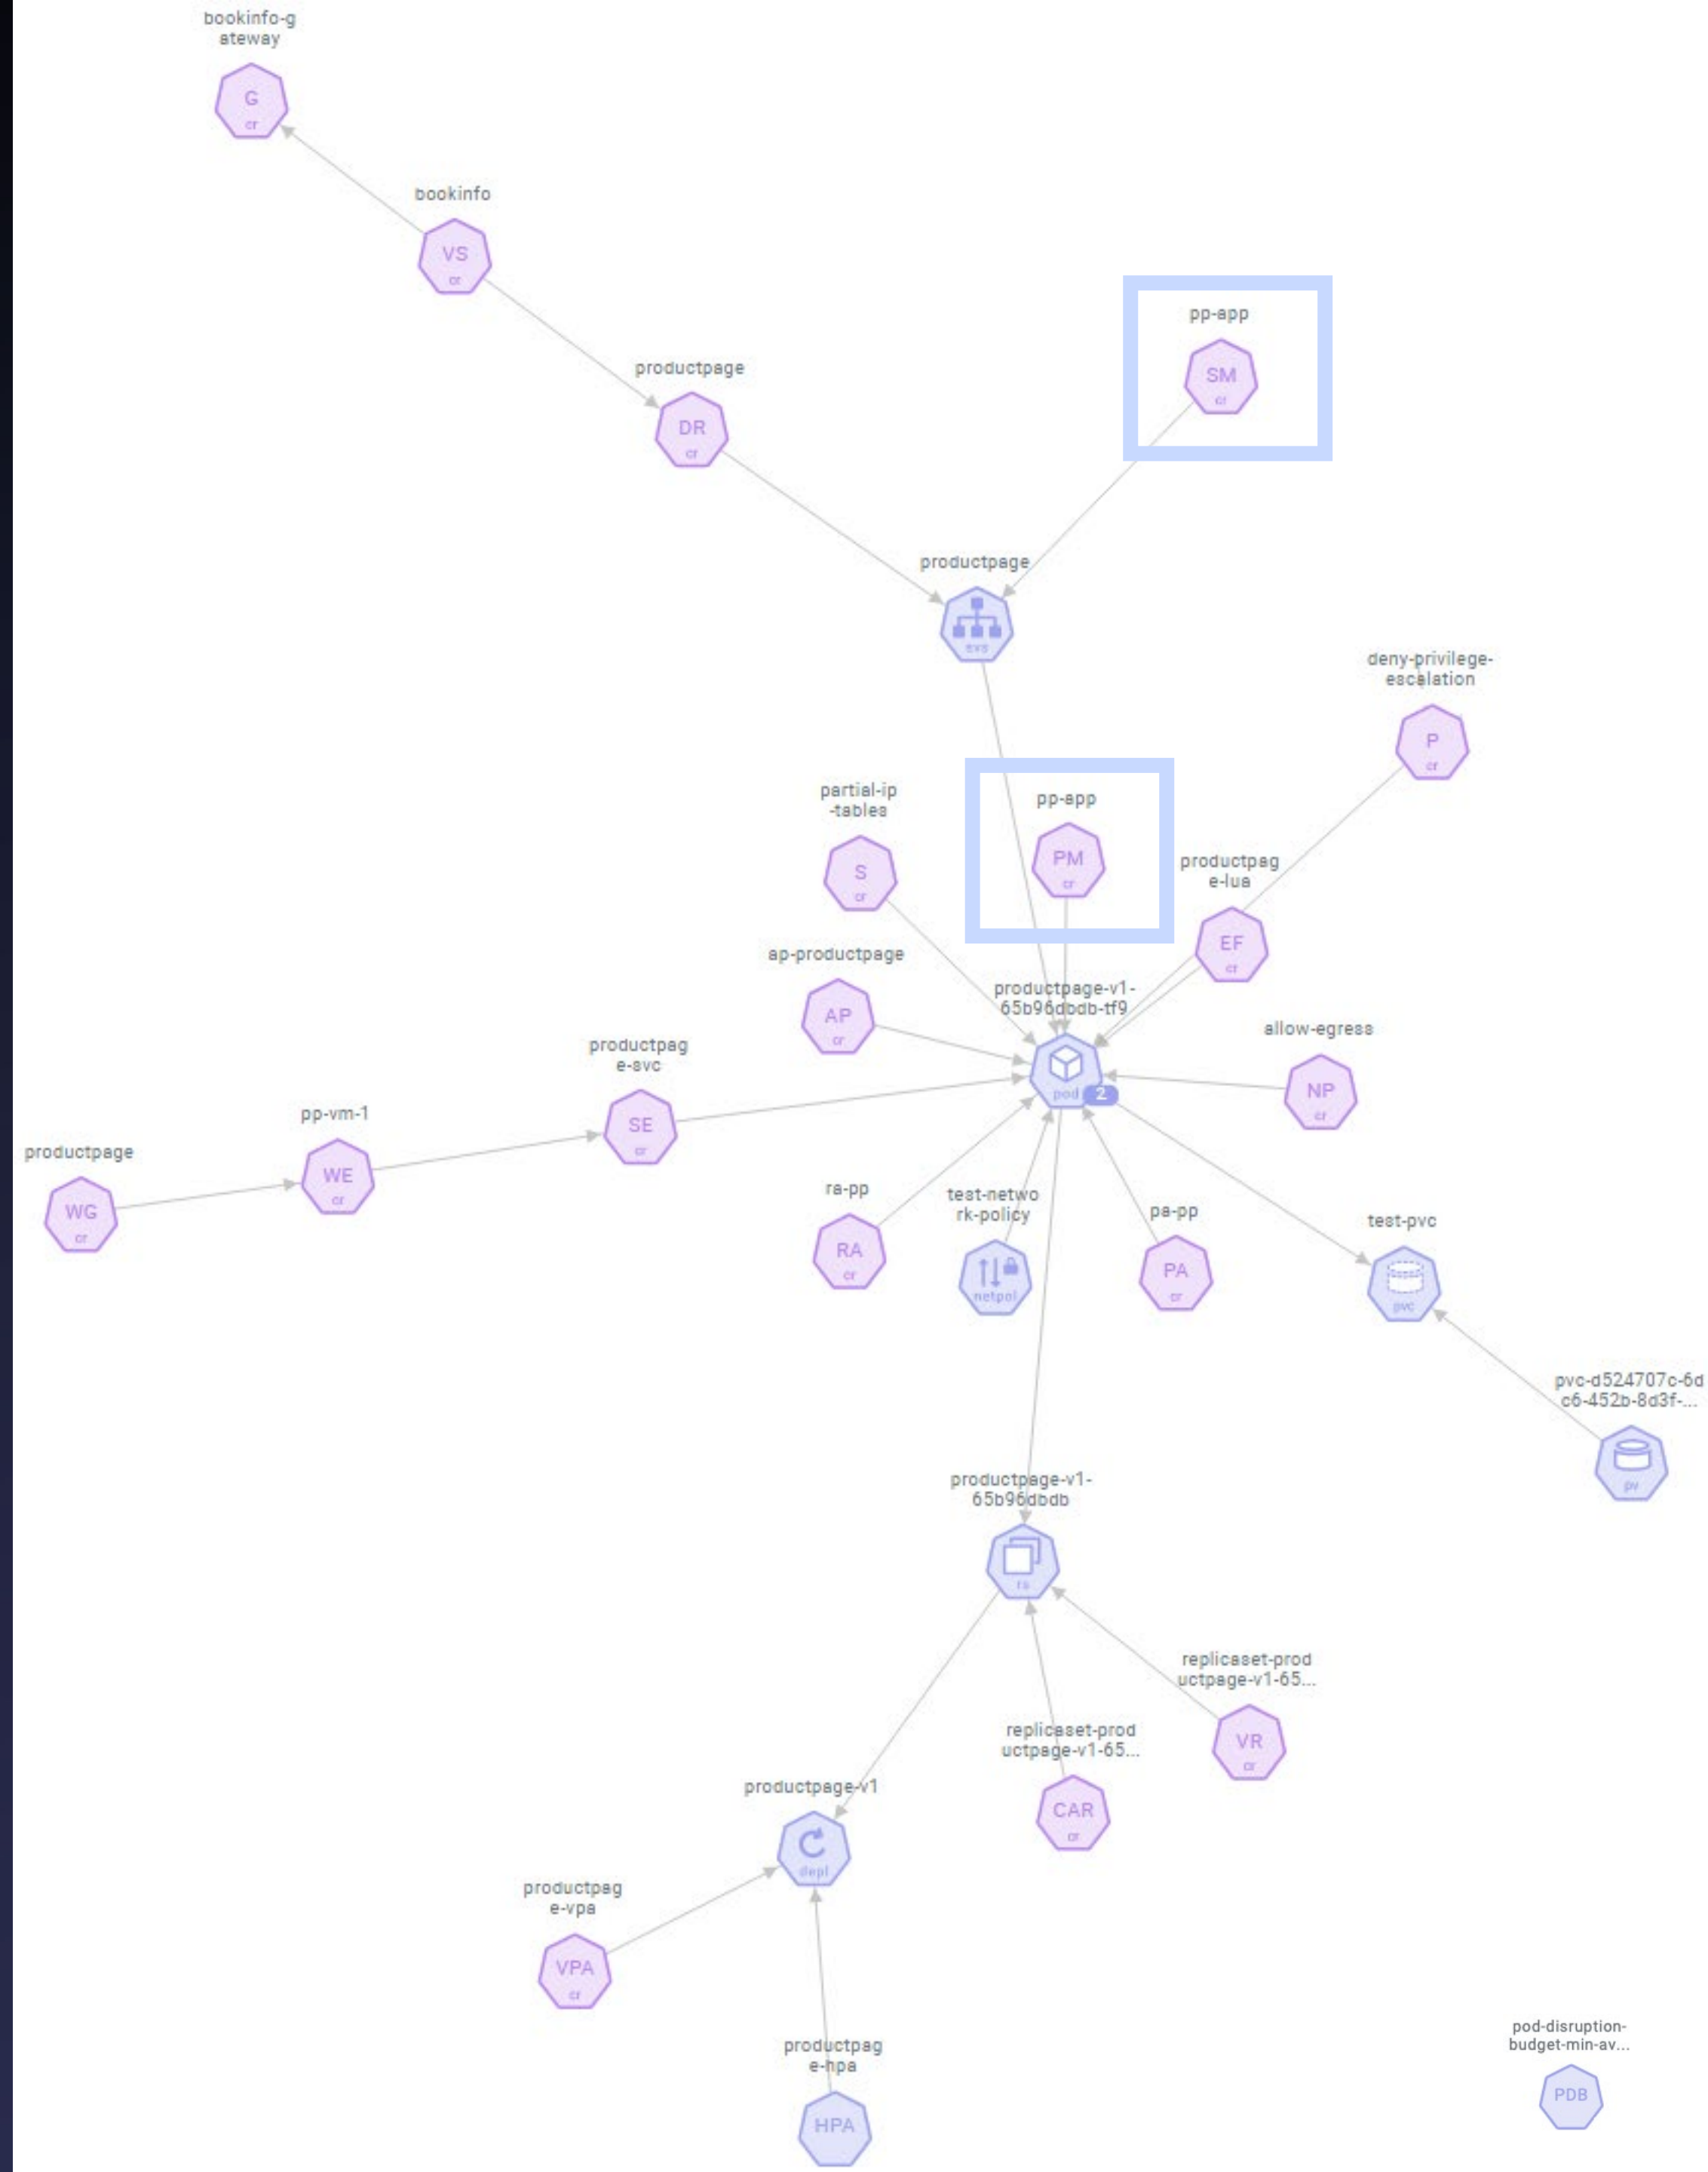 bookinfo-g
ateway
G
cr
bookinfo
VS
cr
pp-app
SM
cr
productpage
DR
cr
productpage
svs
deny-privilege-
escalation
P
cr
partial-ip
-tables
S
cr
pp-app
PM
cr
productpag
e-lua
EF
cr
ap-productpage
AP
cr
productpage-v1-
65b96dbdb-tf9
pod
2
allow-egress
NP
cr
productpag
e-svc
SE
cr
pp-vm-1
WE
cr
productpage
WG
cr
ra-pp
RA
cr
test-netwo
rk-policy
netpol
pa-pp
PA
cr
test-pvc
pvc
pvc-d524707c-6d
c6-452b-8d3f-...
pv
productpage-v1-
65b96dbdb
rs
replicaset-prod
uctpage-v1-65...
VR
cr
replicaset-prod
uctpage-v1-65...
CAR
cr
productpage-v1
depl
productpag
e-vpa
VPA
cr
productpag
e-hpa
HPA
pod-disruption-
budget-min-av...
PDB